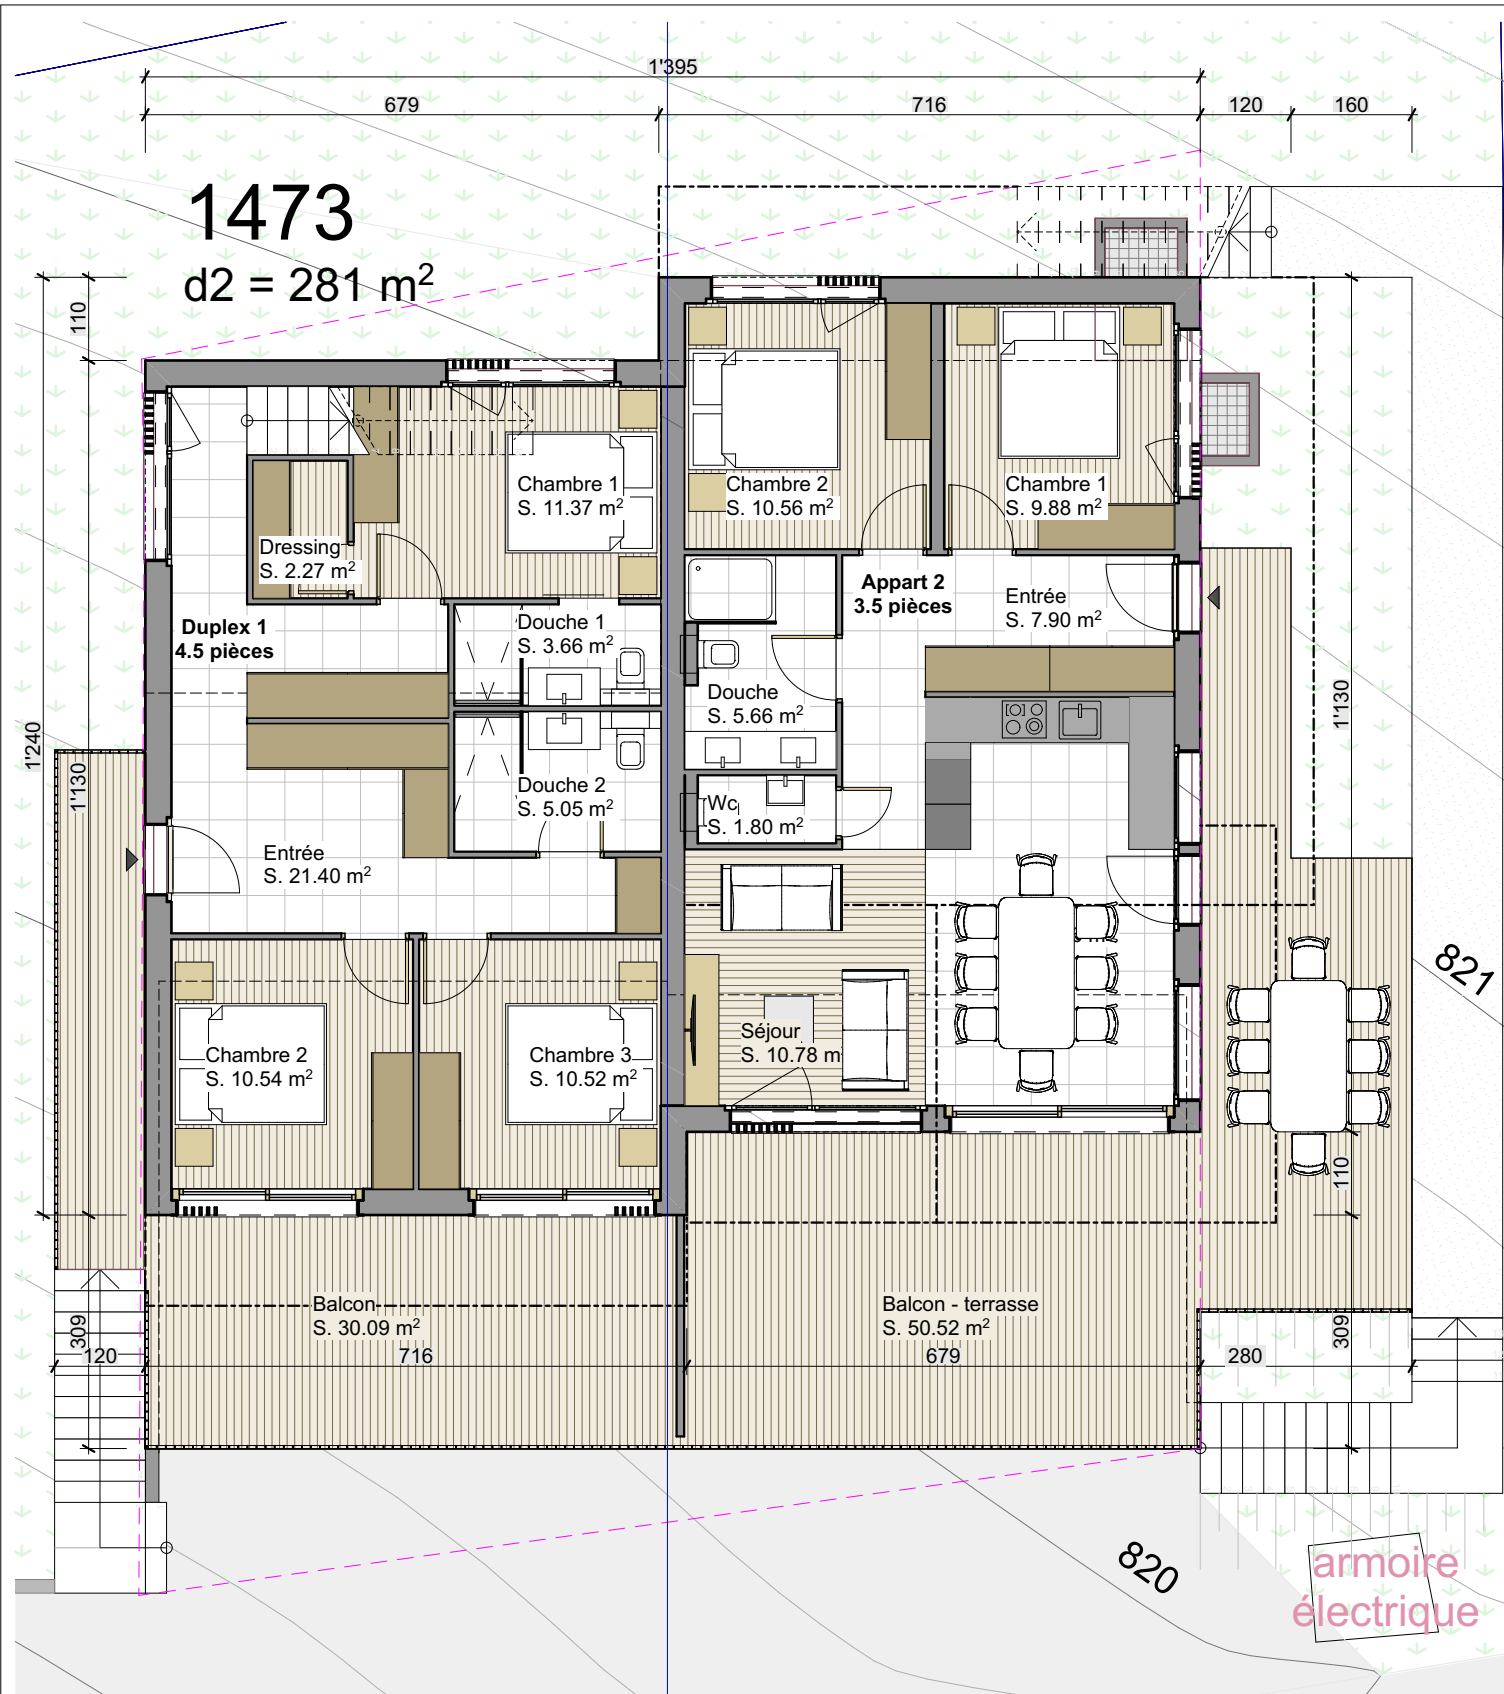 1'395
679
716
120
160
1473
d2 = 281 m²
110
Chambre 1
S. 11.37 m²
Chambre 2
S. 10.56 m²
Chambre 1
S. 9.88 m²
Dressing
S. 2.27 m²
Appart 2
3.5 pièces
Entrée
S. 7.90 m²
Duplex 1
4.5 pièces
Douche 1
S. 3.66 m²
Douche
S. 5.66 m²
1'130
1'240
1'130
Douche 2
S. 5.05 m²
Wc
S. 1.80 m²
Entrée
S. 21.40 m²
821
Chambre 2
S. 10.54 m²
Chambre 3
S. 10.52 m²
Séjour
S. 10.78 m
110
Balcon
S. 30.09 m²
Balcon - terrasse
S. 50.52 m²
309
309
120
716
679
280
820
armoire
électrique